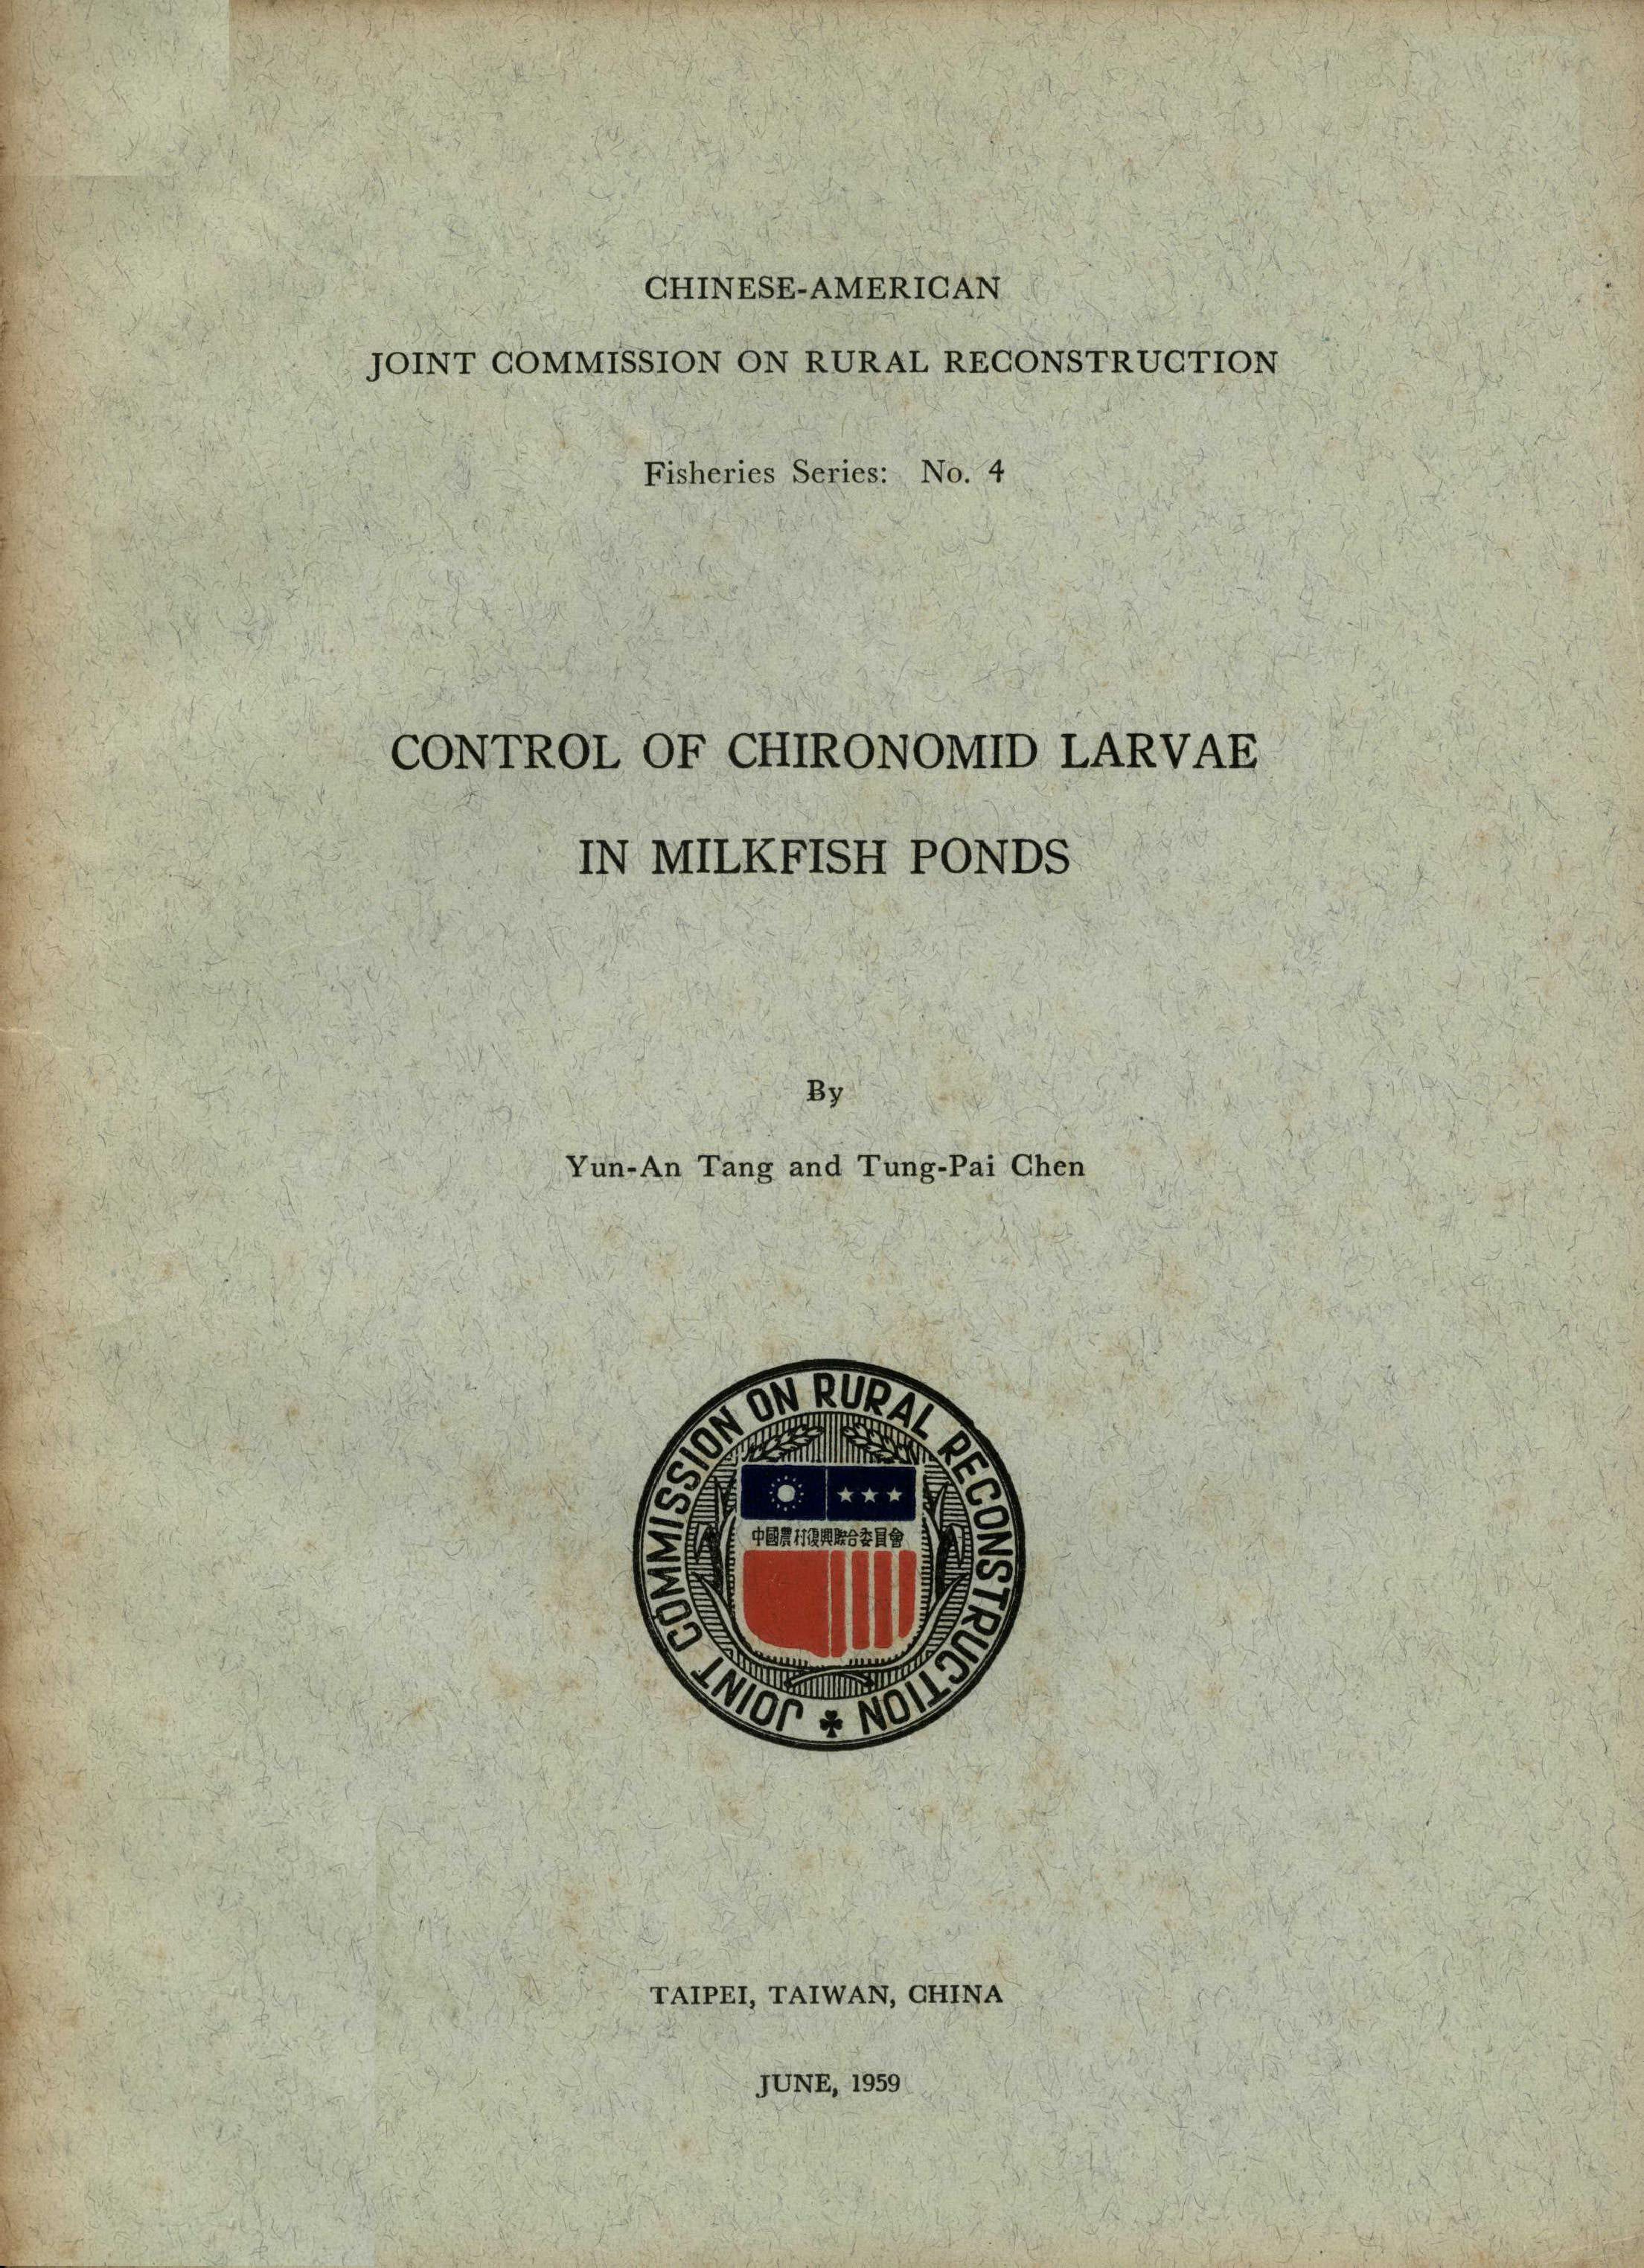 CHINESE-AMERICAN
JOINT COMMISSION ON RURAL RECONSTRUCTION
Fisheries Series: No. 4
CONTROL OF CHIRONOMID LARVAE
IN MILKFISH PONDS
By
Yun-An Tang and Tung-Pai Chen
JOINT COMMISSION ON RURAL RECONSTRUCTION
中國農村復興聯合委員會
TAIPEI, TAIWAN, CHINA
JUNE, 1959